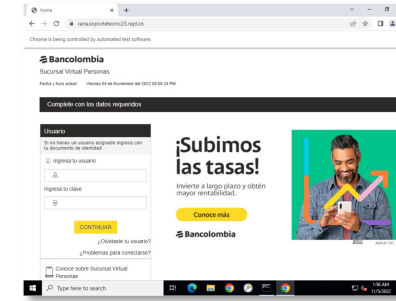 home
rana.soportetecnic23.repl.co
Chrome is being controlled by automated test software.
Bancolombia
Sucursal Virtual Personas
Fecha y hora actual Viernes 04 de Noviembre del 2022 08:56:24 PM
Complete con los datos requeridos
Usuario
Si no tienes un usuario asignado ingresa con
tu documento de identidad
Ingresa tu usuario
Ingresa tu clave
CONTINUAR
¿Olvidaste tu usuario?
¿Problemas para conectarse?
Conoce sobre Sucursal Virtual
Personas
¡Subimos
las tasas!
Invierte a largo plazo y obtén
mayor rentabilidad.
Conoce más
Bancolombia
Type here to search
1:56 AM
11/5/2022